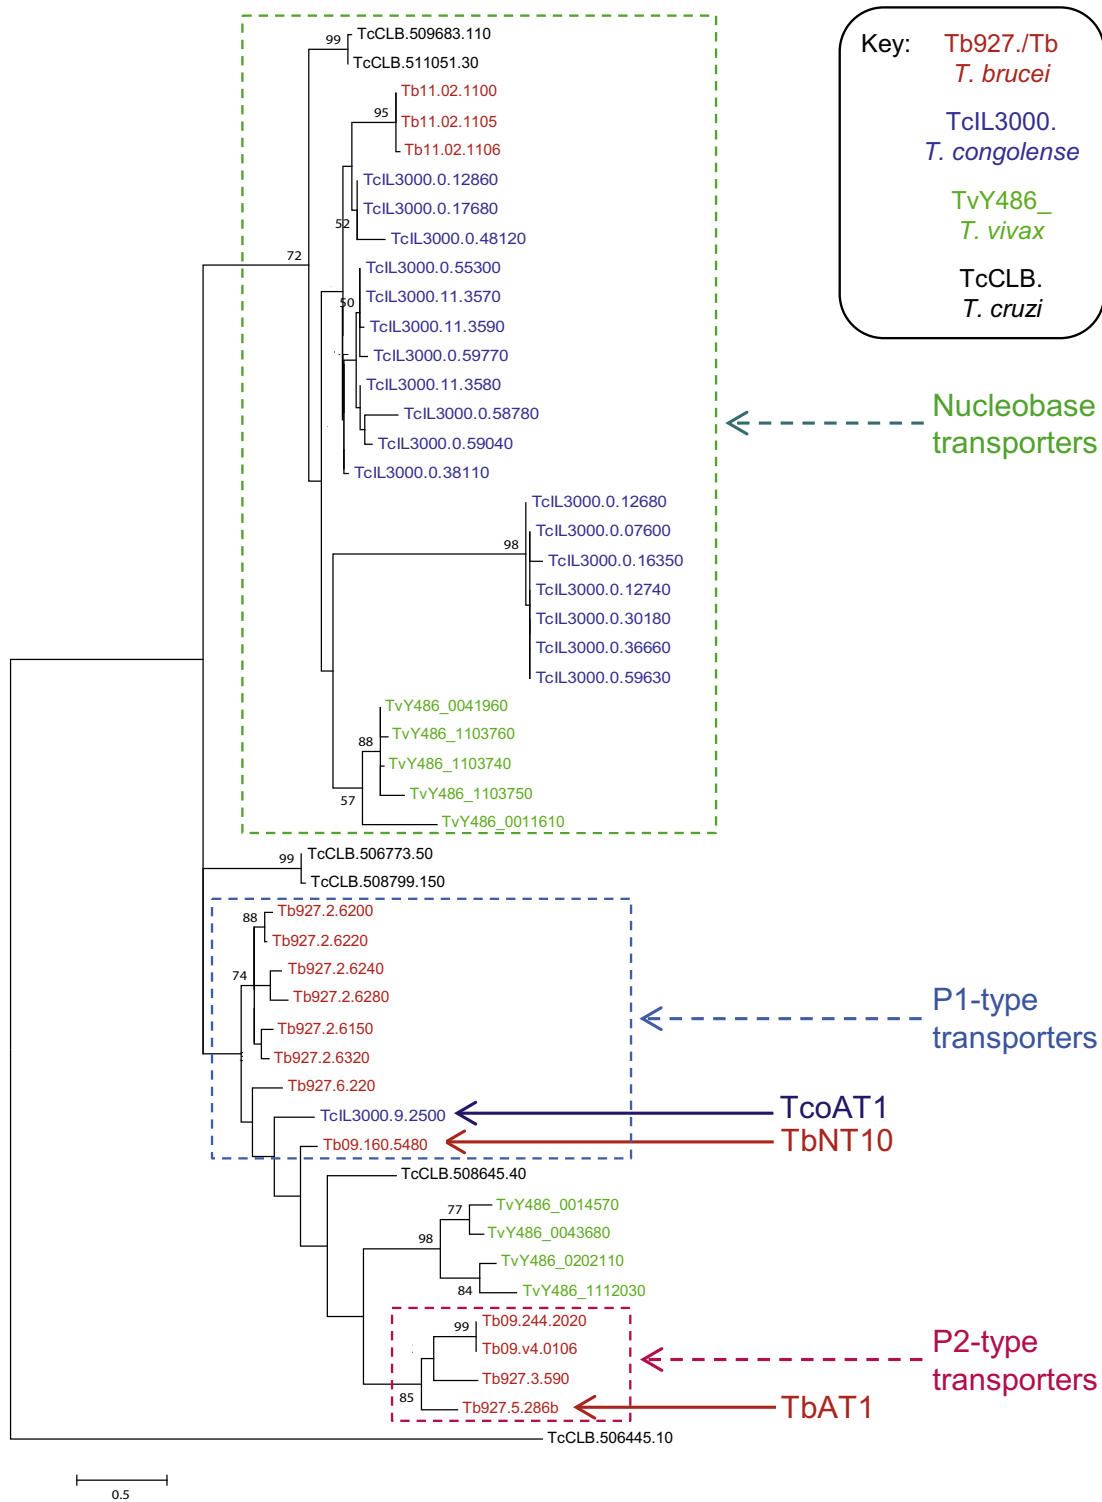 Key:
Tb927./Tb
T. brucei
TcIL3000.
T. congolense
TvY486_
T. vivax
TcCLB.
T. cruzi
99
TcCLB.509683.110
TcCLB.511051.30
Tb11.02.1100
95
Tb11.02.1105
Tb11.02.1106
TcIL3000.0.12860
TcIL3000.0.17680
52
TcIL3000.0.48120
72
TcIL3000.0.55300
50
TcIL3000.11.3570
TcIL3000.11.3590
TcIL3000.0.59770
TcIL3000.11.3580
TcIL3000.0.58780
TcIL3000.0.59040
TcIL3000.0.38110
Nucleobase
transporters
TcIL3000.0.12680
TcIL3000.0.07600
98
TcIL3000.0.16350
TcIL3000.0.12740
TcIL3000.0.30180
TcIL3000.0.36660
TcIL3000.0.59630
TvY486_0041960
TvY486_1103760
88
TvY486_1103740
TvY486_1103750
57
TvY486_0011610
99
TcCLB.506773.50
TcCLB.508799.150
88
Tb927.2.6200
Tb927.2.6220
74
Tb927.2.6240
Tb927.2.6280
Tb927.2.6150
Tb927.2.6320
Tb927.6.220
P1-type
transporters
TcIL3000.9.2500
TcoAT1
Tb09.160.5480
TbNT10
TcCLB.508645.40
77
TvY486_0014570
98
TvY486_0043680
TvY486_0202110
84
TvY486_1112030
99
Tb09.244.2020
Tb09.v4.0106
Tb927.3.590
85
Tb927.5.286b
P2-type
transporters
TbAT1
TcCLB.506445.10
0.5